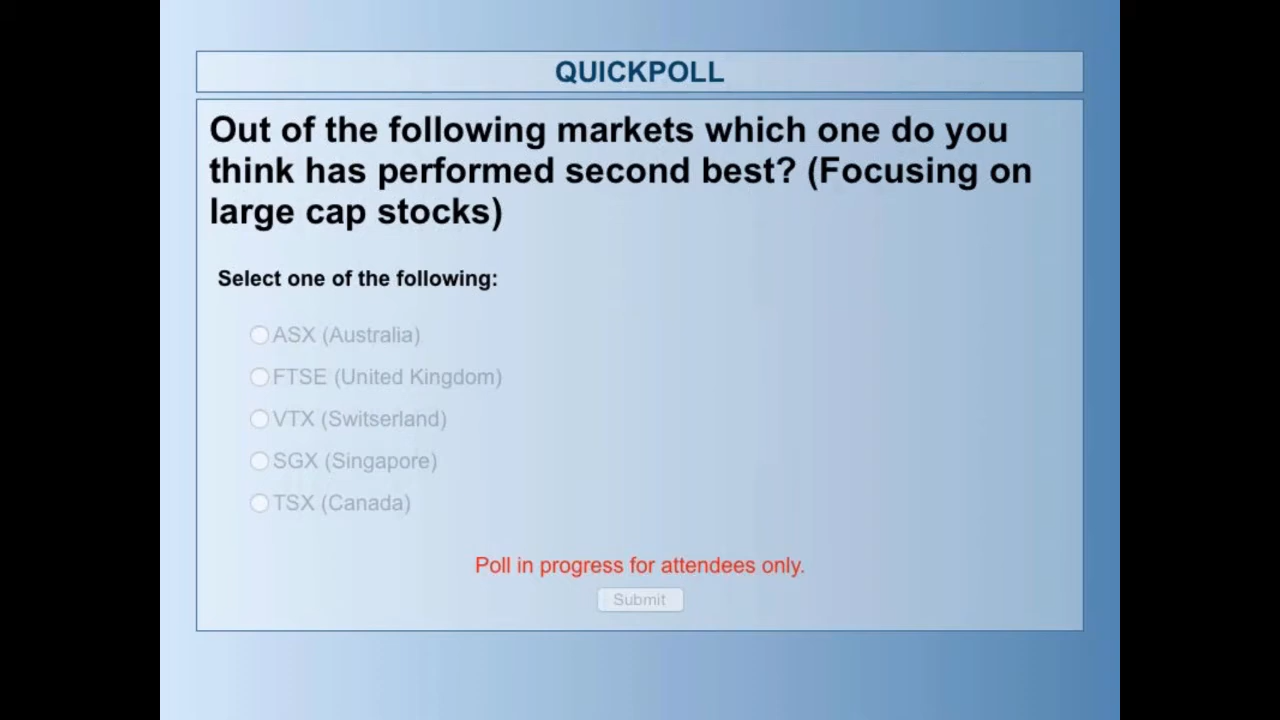 QUICKPOLL
Out of the following markets which one do you
think has performed second best? (Focusing on
large cap stocks)
Select one of the following:
ASX (Australia)
FTSE (United Kingdom)
VTX (Switserland)
SGX (Singapore)
TSX (Canada)
Poll in progress for attendees only.
Submit